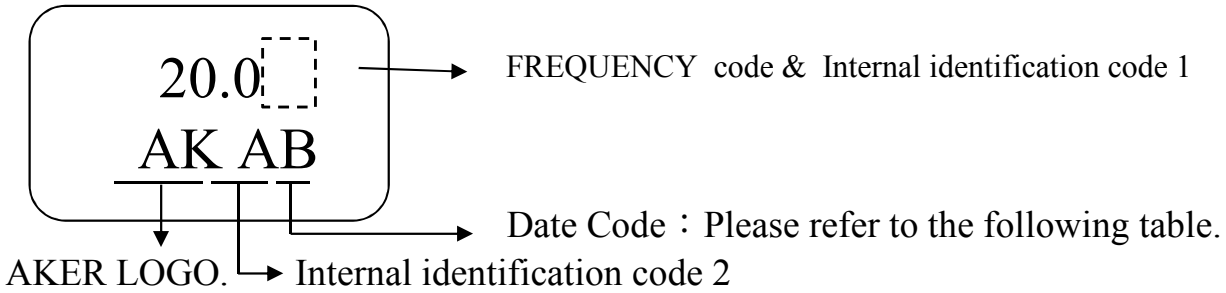 20.0
FREQUENCY code & Internal identification code 1
AK AB
Date Code：Please refer to the following table.
AKER LOGO.
Internal identification code 2